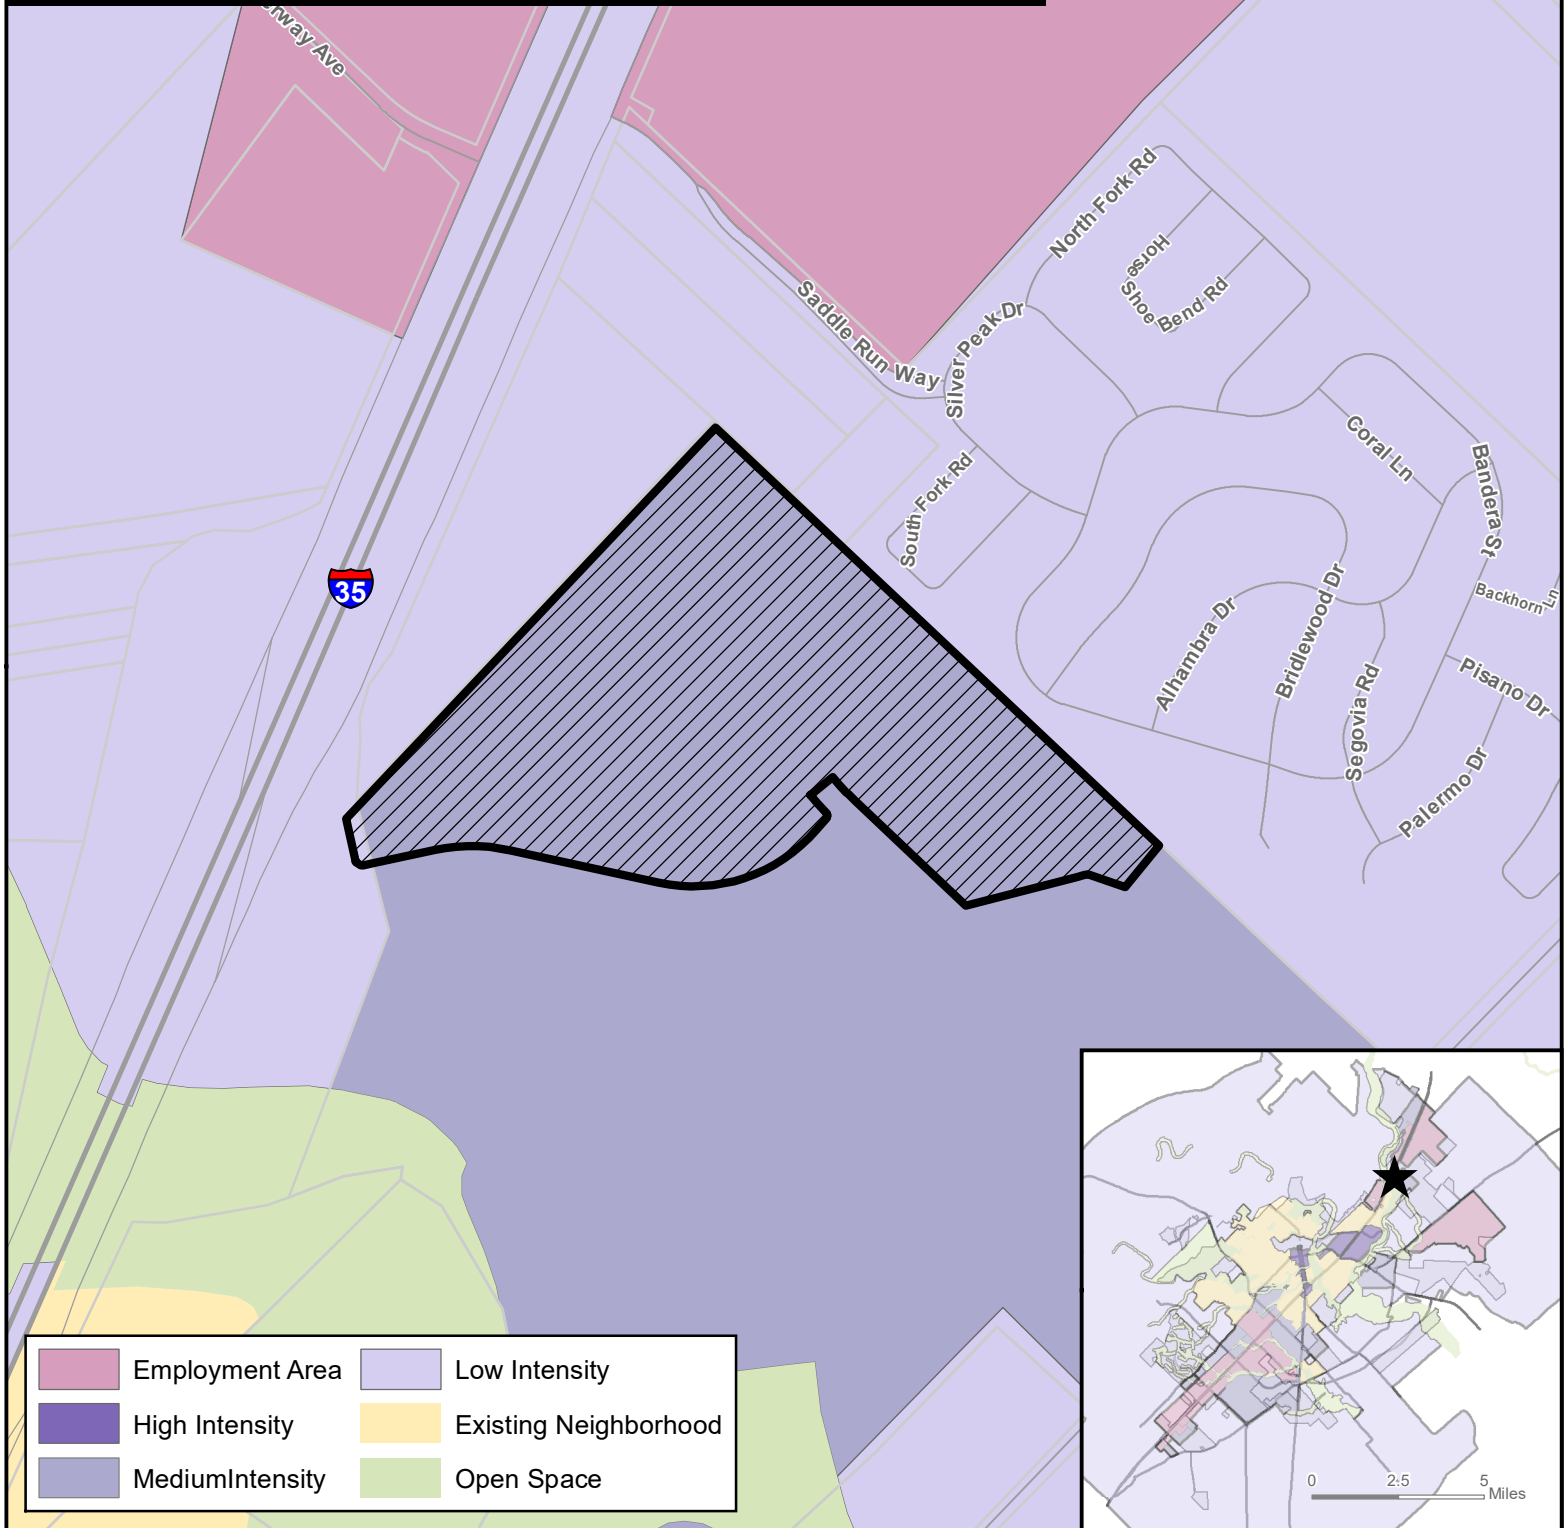 rway Ave
North Fork Rd
Horse
Shoe
Bend Rd
Saddle Run Way
Silver Peak Dr
South Fork Rd
Coral Ln
Bandera St
35
Backhorn Ln
Alhambra Dr
Bridlewood Dr
Segovia Rd
Pisano Dr
Palermo Dr
Employment Area
Low Intensity
High Intensity
Existing Neighborhood
MediumIntensity
Open Space
0 2.5 5
Miles